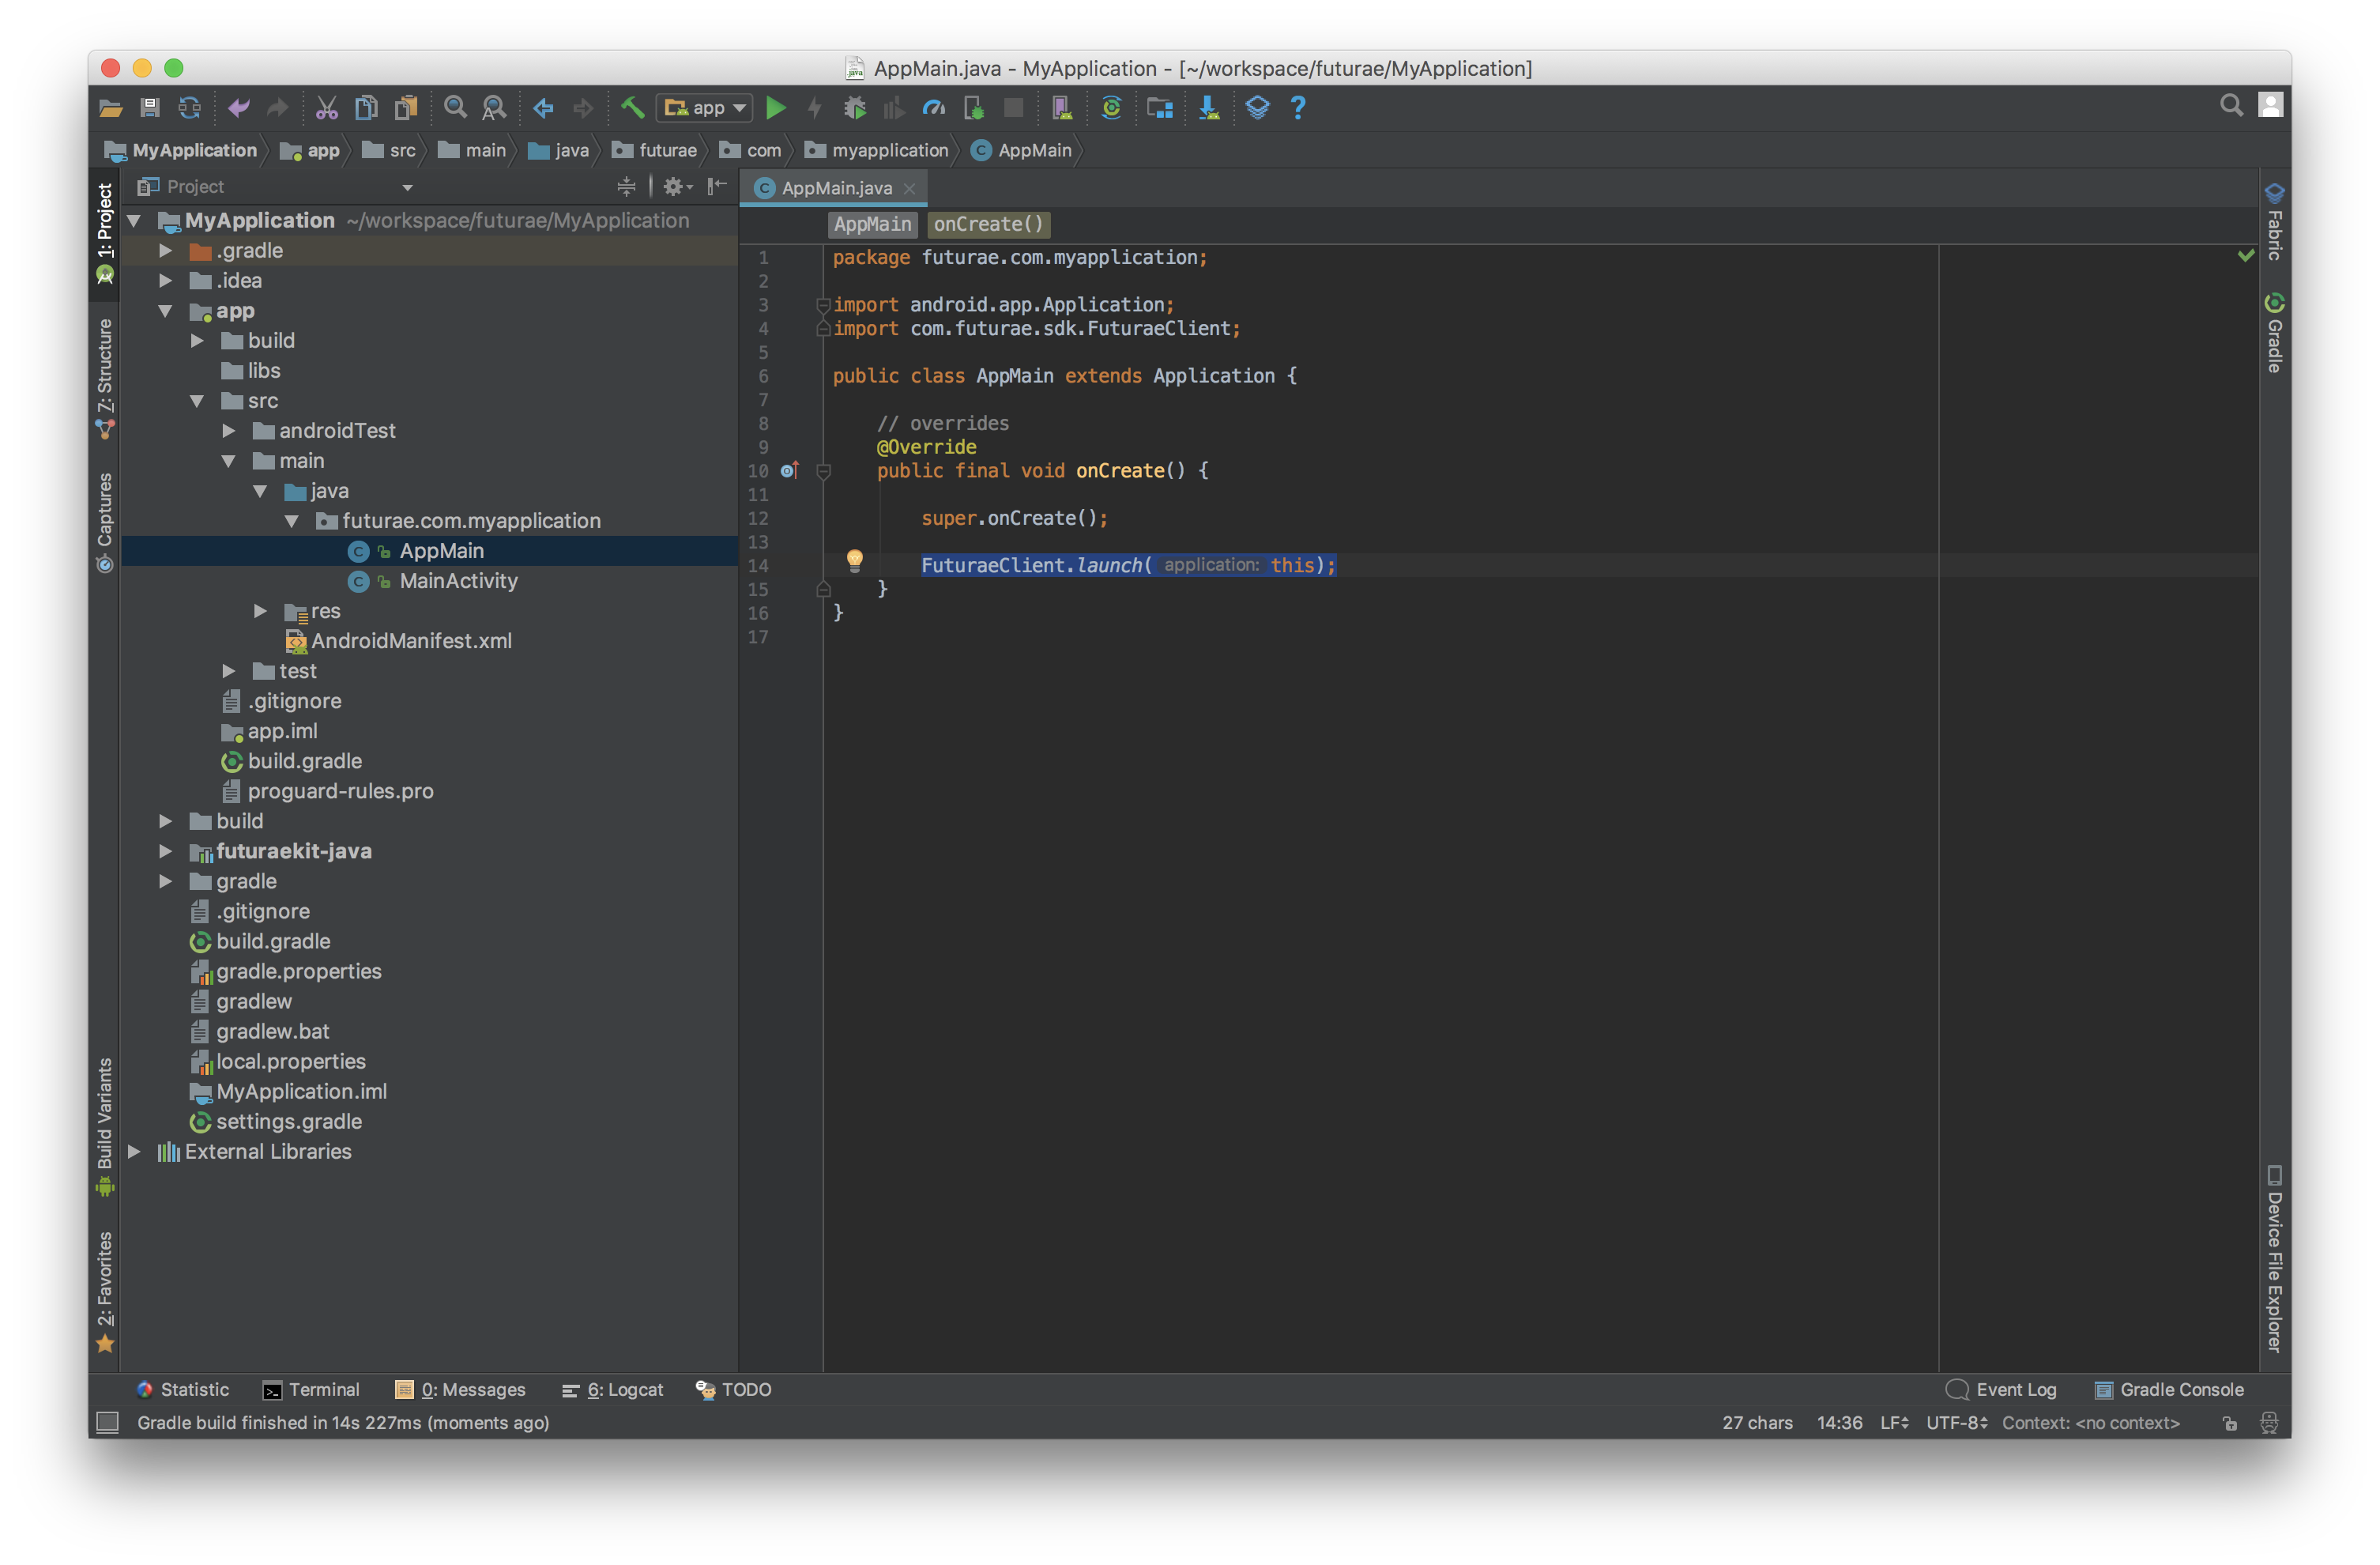 AppMain.java - MyApplication - [~/workspace/futurae/MyApplication]
app
MyApplication app src main java futurae com myapplication AppMain
1: Project
Z: Structure
Captures
Build Variants
2: Favorites
Project
MyApplication ~/workspace/futurae/MyApplication
.gradle
.idea
app
build
libs
src
androidTest
main
java
futurae.com.myapplication
AppMain
MainActivity
res
AndroidManifest.xml
test
.gitignore
app.iml
build.gradle
proguard-rules.pro
build
futuraekit-java
gradle
.gitignore
build.gradle
gradle.properties
gradlew
gradlew.bat
local.properties
MyApplication.iml
settings.gradle
External Libraries
AppMain.java
AppMain onCreate()
1 package futurae.com.myapplication;
2
3 import android.app.Application;
4 import com.futurae.sdk.FuturaeClient;
5
6 public class AppMain extends Application {
7
8 // overrides
9 @Override
10 public final void onCreate() {
11
12 super.onCreate();
13
14 FuturaeClient.launch( application: this);
15 }
16 }
17
Fabric
Gradle
Device File Explorer
Statistic Terminal 0: Messages 6: Logcat TODO Event Log Gradle Console
Gradle build finished in 14s 227ms (moments ago) 27 chars 14:36 LF UTF-8 Context: <no context>